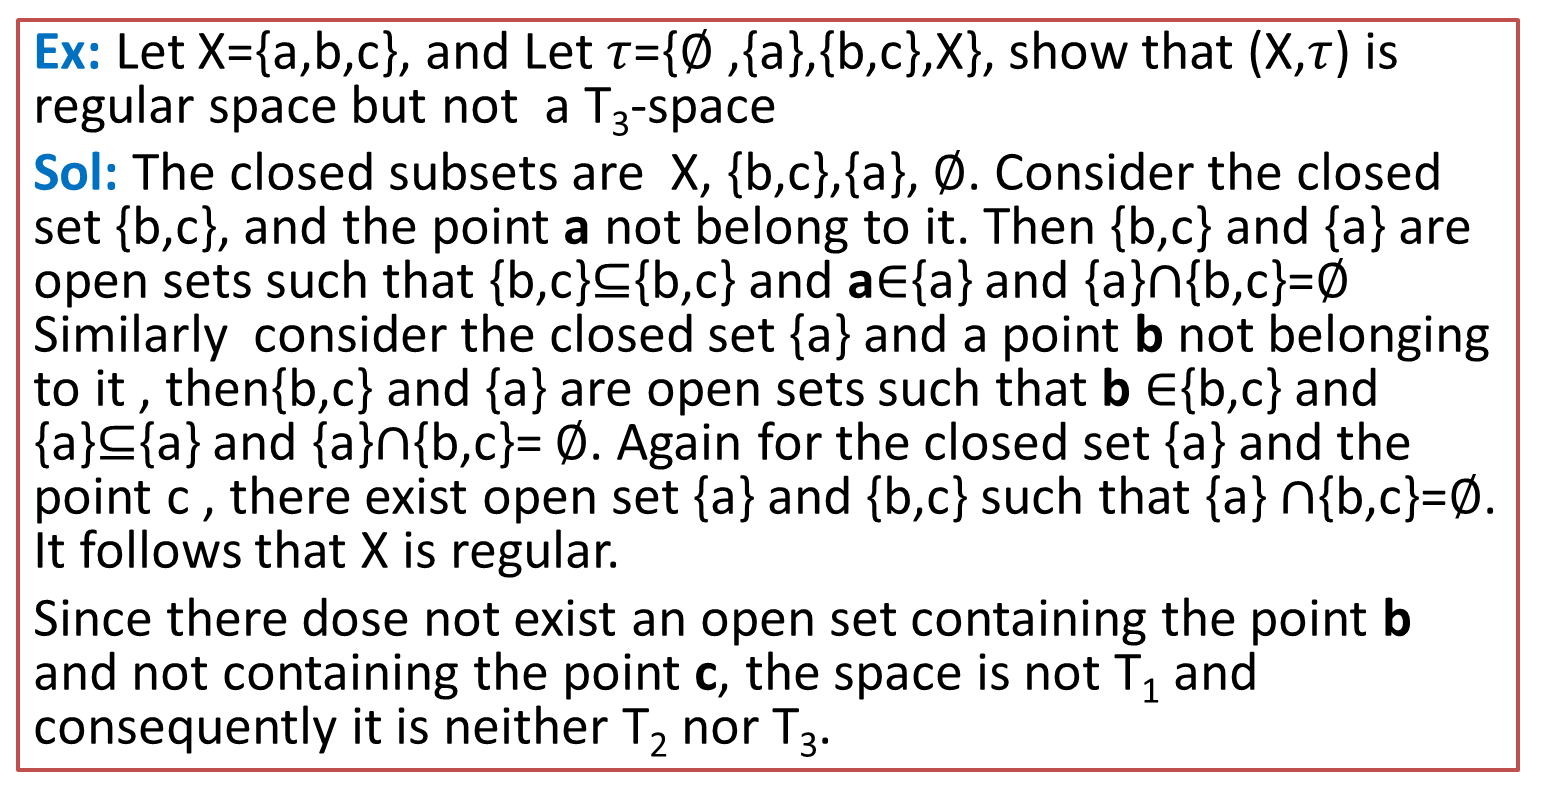 Ex: Let X={a,b,c}, and Let τ={∅ ,{a},{b,c},X}, show that (X,τ) is
regular space but not  a T₃-space
Sol: The closed subsets are  X, {b,c},{a}, ∅. Consider the closed
set {b,c}, and the point a not belong to it. Then {b,c} and {a} are
open sets such that {b,c}⊆{b,c} and a∈{a} and {a}∩{b,c}=∅
Similarly  consider the closed set {a} and a point b not belonging
to it , then{b,c} and {a} are open sets such that b ∈{b,c} and
{a}⊆{a} and {a}∩{b,c}= ∅. Again for the closed set {a} and the
point c , there exist open set {a} and {b,c} such that {a} ∩{b,c}=∅.
It follows that X is regular.
Since there dose not exist an open set containing the point b
and not containing the point c, the space is not T₁ and
consequently it is neither T₂ nor T₃.